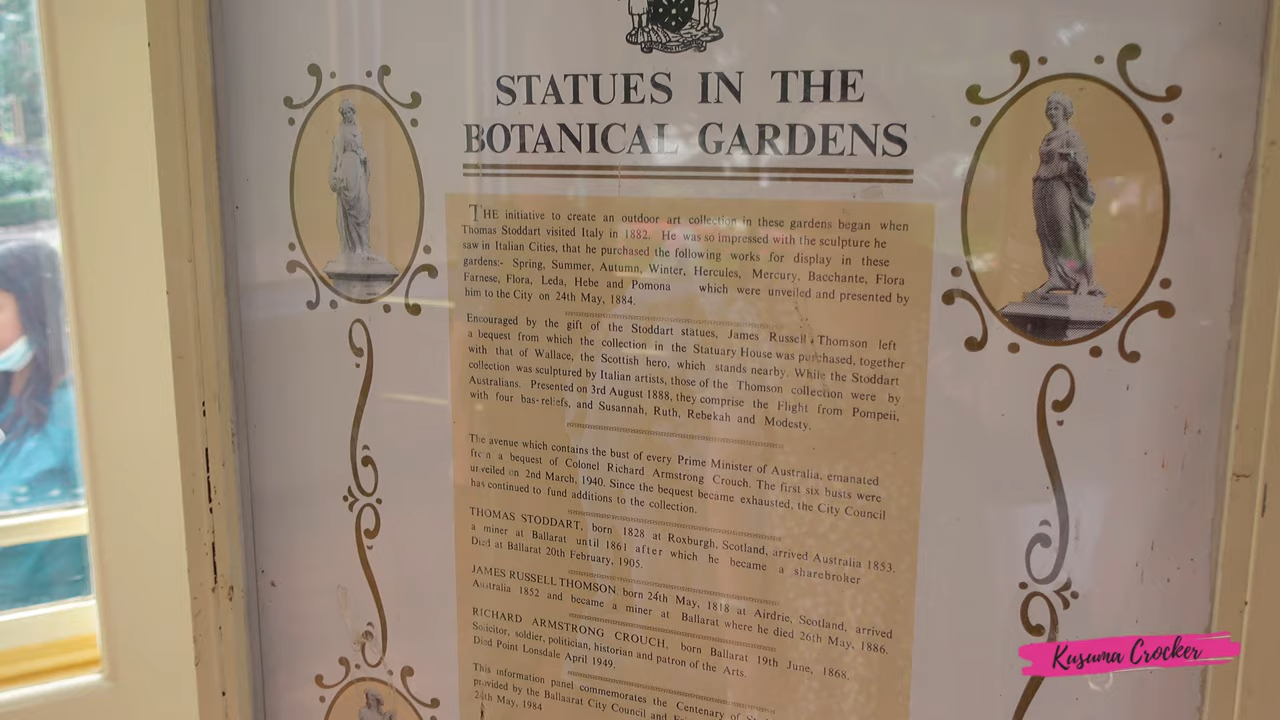 STATUES IN THE
BOTANICAL GARDENS
THE initiative to create an outdoor art collection in these gardens began when
Thomas Stoddart visited Italy in 1882. He was so impressed with the sculpture he
saw in Italian Cities, that he purchased the following works for display in these
gardens:- Spring, Summer, Autumn, Winter, Hercules, Mercury, Bacchante, Flora
Farnese, Flora, Leda, Hebe and Pomona which were unveiled and presented by
him to the City on 24th May, 1884.
Encouraged by the gift of the Stoddart statues, James Russell Thomson left
a bequest from which the collection in the Statuary House was purchased, together
with that of Wallace, the Scottish hero, which stands nearby. While the Stoddart
collection was sculptured by Italian artists, those of the Thomson collection were by
Australians. Presented on 3rd August 1888, they comprise the Flight from Pompeii,
with four bas-reliefs, and Susannah, Ruth, Rebekah and Modesty.
The avenue which contains the bust of every Prime Minister of Australia, emanated
from a bequest of Colonel Richard Armstrong Crouch. The first six busts were
unveiled on 2nd March, 1940. Since the bequest became exhausted, the City Council
has continued to fund additions to the collection.
THOMAS STODDART, born 1828 at Roxburgh, Scotland, arrived Australia 1853.
a miner at Ballarat until 1861 after which he became a sharebroker
Died at Ballarat 20th February, 1905.
JAMES RUSSELL THOMSON, born 24th May, 1818 at Airdrie, Scotland, arrived
Australia 1852 and became a miner at Ballarat where he died 26th May, 1886.
RICHARD ARMSTRONG CROUCH, born Ballarat 19th June, 1868.
Solicitor, soldier, politician, historian and patron of the Arts.
Died Point Lonsdale April 1949.
This information panel commemorates the Centenary of
provided by the Ballaarat City Council and
24th May, 1984
Kusuma Crocker